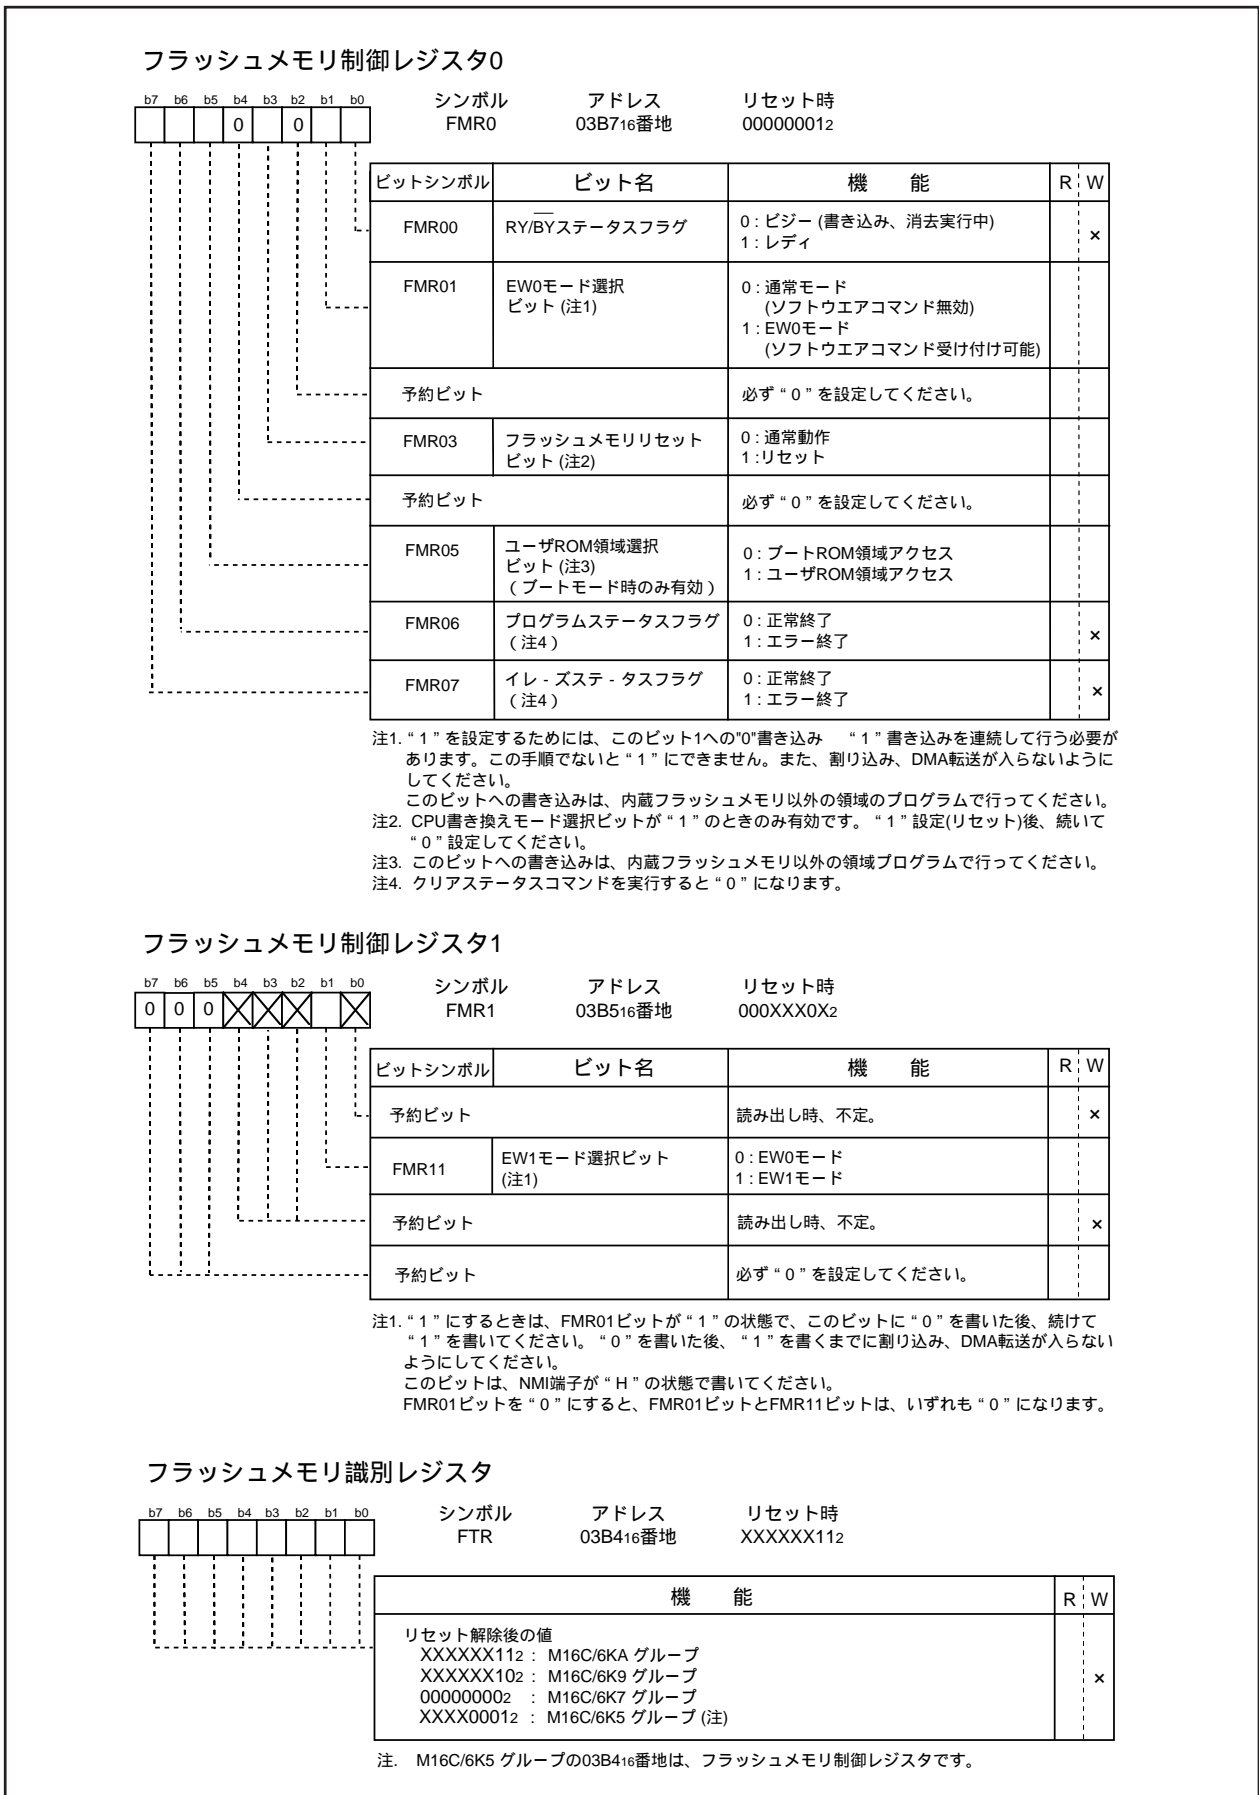 フラッシュメモリ制御レジスタ0
b7 b6 b5 b4 b3 b2 b1 b0
0 0
シンボル アドレス リセット時
FMR0 03B716番地 000000012
ビットシンボル ビット名 機 能 R W
FMR00 RY/BYステータスフラグ 0 : ビジー (書き込み、消去実行中)
1 : レディ
×
FMR01 EW0モード選択 0 : 通常モード
ビット (注1) (ソフトウエアコマンド無効)
1 : EW0モード
(ソフトウエアコマンド受け付け可能)
予約ビット 必ず “ 0 ” を設定してください。
FMR03 フラッシュメモリリセット 0 : 通常動作
ビット (注2) 1 :リセット
予約ビット 必ず “ 0 ” を設定してください。
FMR05 ユーザROM領域選択
ビット (注3) 0 : ブートROM領域アクセス
( ブートモード時のみ有効 ) 1 : ユーザROM領域アクセス
FMR06 プログラムステータスフラグ 0 : 正常終了
( 注4 ) 1 : エラー終了 ×
FMR07 イレ - ズステ - タスフラグ 0 : 正常終了
( 注4 ) 1 : エラー終了 ×
注1. “ 1 ” を設定するためには、このビット1への"0"書き込み “ 1 ” 書き込みを連続して行う必要が
あります。この手順でないと “ 1 ” にできません。また、割り込み、DMA転送が入らないように
してください。
このビットへの書き込みは、内蔵フラッシュメモリ以外の領域のプログラムで行ってください。
注2. CPU書き換えモード選択ビットが “ 1 ” のときのみ有効です。 “ 1 ” 設定(リセット)後、続いて
“ 0 ” 設定してください。
注3. このビットへの書き込みは、内蔵フラッシュメモリ以外の領域プログラムで行ってください。
注4. クリアステータスコマンドを実行すると “ 0 ” になります。
フラッシュメモリ制御レジスタ1
b7 b6 b5 b4 b3 b2 b1 b0
0 0 0
シンボル アドレス リセット時
FMR1 03B516番地 000XXX0X2
ビットシンボル ビット名 機 能 R W
予約ビット 読み出し時、不定。 ×
FMR11 EW1モード選択ビット 0 : EW0モード
(注1) 1 : EW1モード
予約ビット 読み出し時、不定。 ×
予約ビット 必ず “ 0 ” を設定してください。
注1. “ 1 ” にするときは、FMR01ビットが “ 1 ” の状態で、このビットに “ 0 ” を書いた後、続けて
“ 1 ” を書いてください。 “ 0 ” を書いた後、 “ 1 ” を書くまでに割り込み、DMA転送が入らない
ようにしてください。
このビットは、NMI端子が “ H ” の状態で書いてください。
FMR01ビットを “ 0 ” にすると、FMR01ビットとFMR11ビットは、いずれも “ 0 ” になります。
フラッシュメモリ識別レジスタ
b7 b6 b5 b4 b3 b2 b1 b0
シンボル アドレス リセット時
FTR 03B416番地 XXXXXX112
機 能 R W
リセット解除後の値
XXXXXX112 : M16C/6KA グループ
XXXXXX102 : M16C/6K9 グループ ×
000000002 : M16C/6K7 グループ
XXXX00012 : M16C/6K5 グループ (注)
注. M16C/6K5 グループの03B416番地は、フラッシュメモリ制御レジスタです。